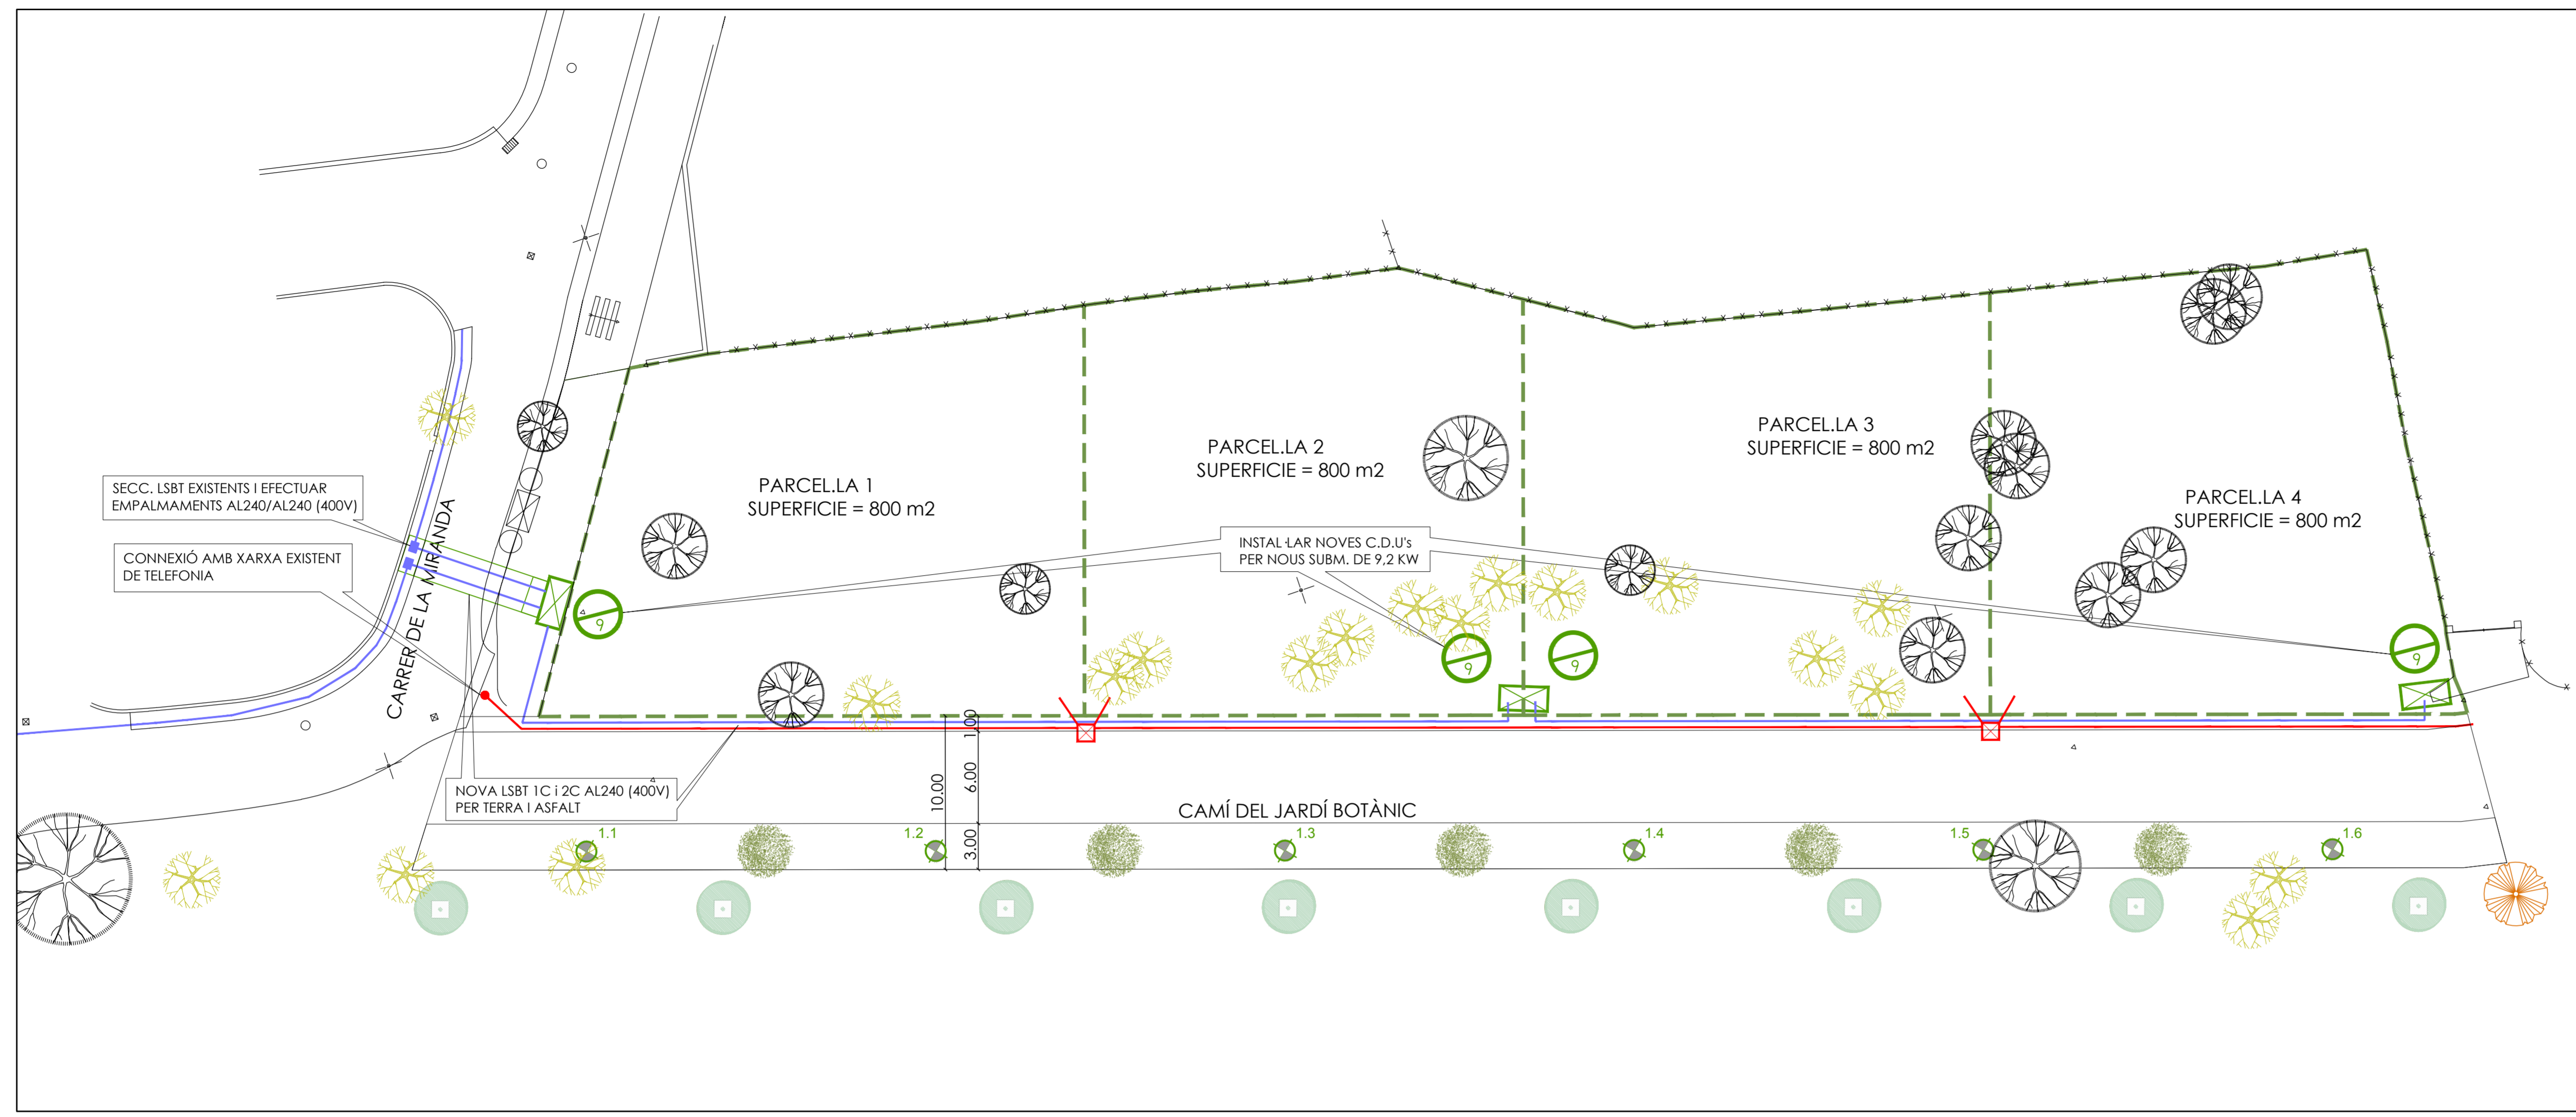 PARCEL.LA 1
SUPERFICIE = 800 m2
PARCEL.LA 2
SUPERFICIE = 800 m2
PARCEL.LA 3
SUPERFICIE = 800 m2
PARCEL.LA 4
SUPERFICIE = 800 m2
SECC. LSBT EXISTENTS I EFECTUAR
EMPALMAMENTS AL240/AL240 (400V)
CONNEXIÓ AMB XARXA EXISTENT
DE TELEFONIA
CARRER DE LA MIRANDA
INSTAL·LAR NOVES C.D.U's
PER NOUS SUBM. DE 9,2 KW
9
9
9
9
NOVA LSBT 1C i 2C AL240 (400V)
PER TERRA I ASFALT
10.00
1.00
6.00
3.00
CAMÍ DEL JARDÍ BOTÀNIC
1.1
1.2
1.3
1.4
1.5
1.6